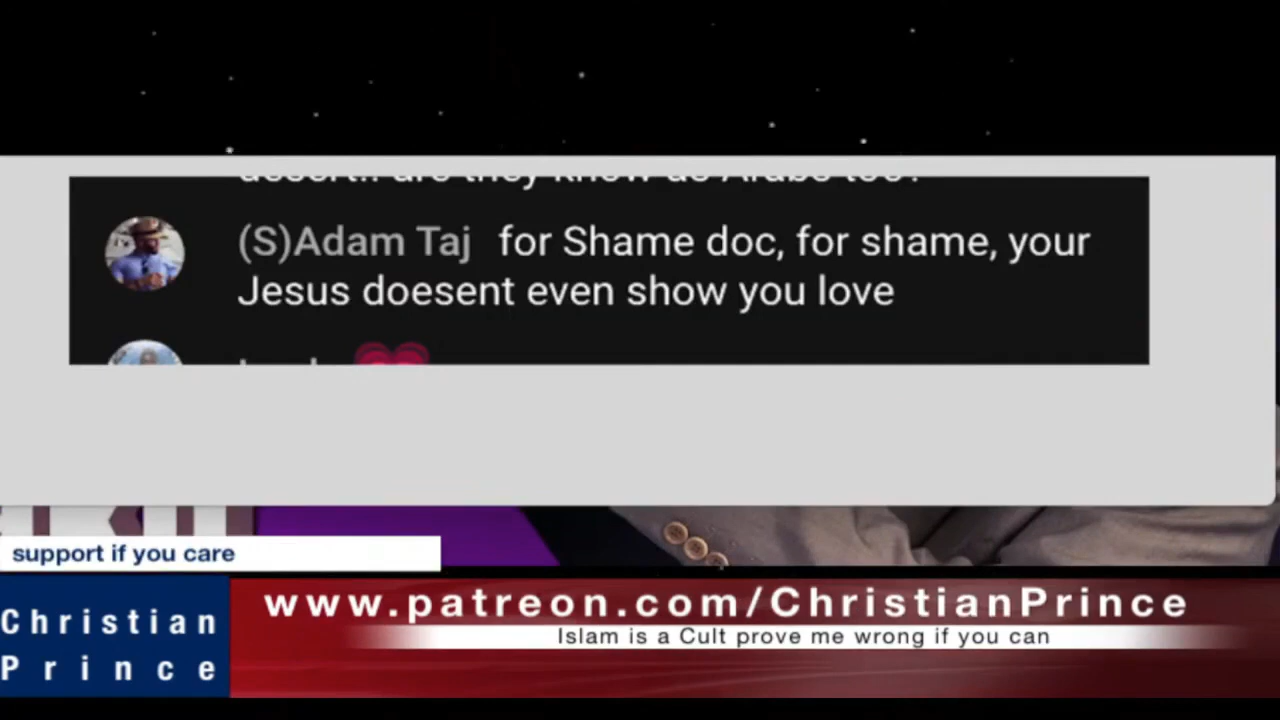 (S)Adam Taj for Shame doc, for shame, your
Jesus doesent even show you love
support if you care
Christian
Prince
www.patreon.com/ChristianPrince
Islam is a Cult prove me wrong if you can